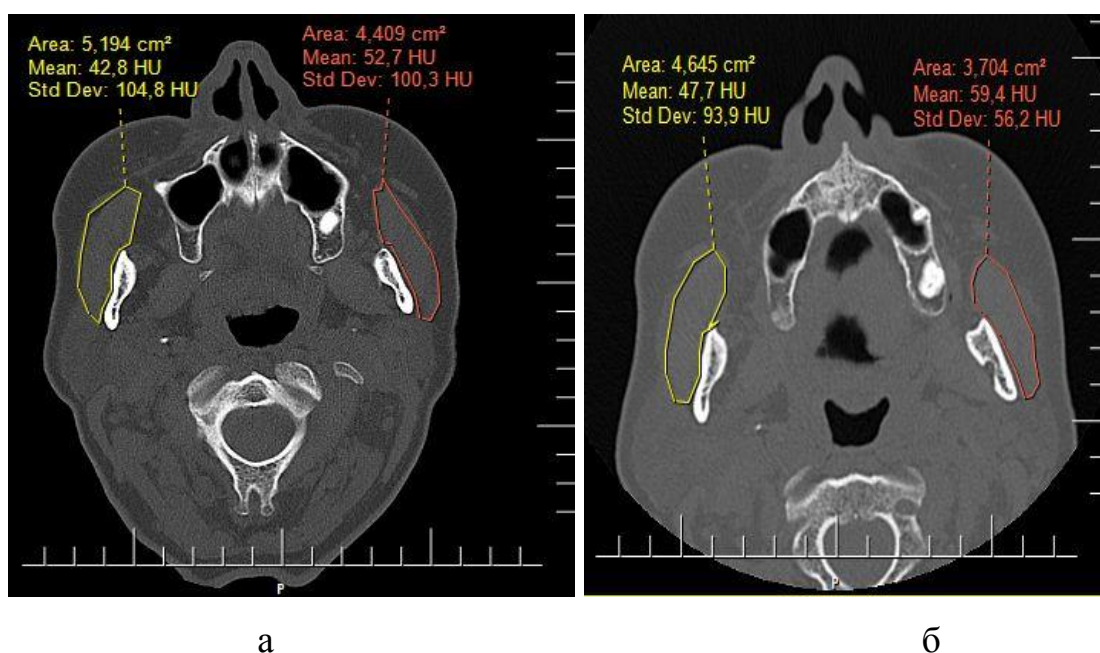 Area: 5,194 cm²
Mean: 42,8 HU
Std Dev: 104,8 HU
Area: 4,409 cm²
Mean: 52,7 HU
Std Dev: 100,3 HU
P
Area: 4,645 cm²
Mean: 47,7 HU
Std Dev: 93,9 HU
Area: 3,704 cm²
Mean: 59,4 HU
Std Dev: 56,2 HU
P
а
б